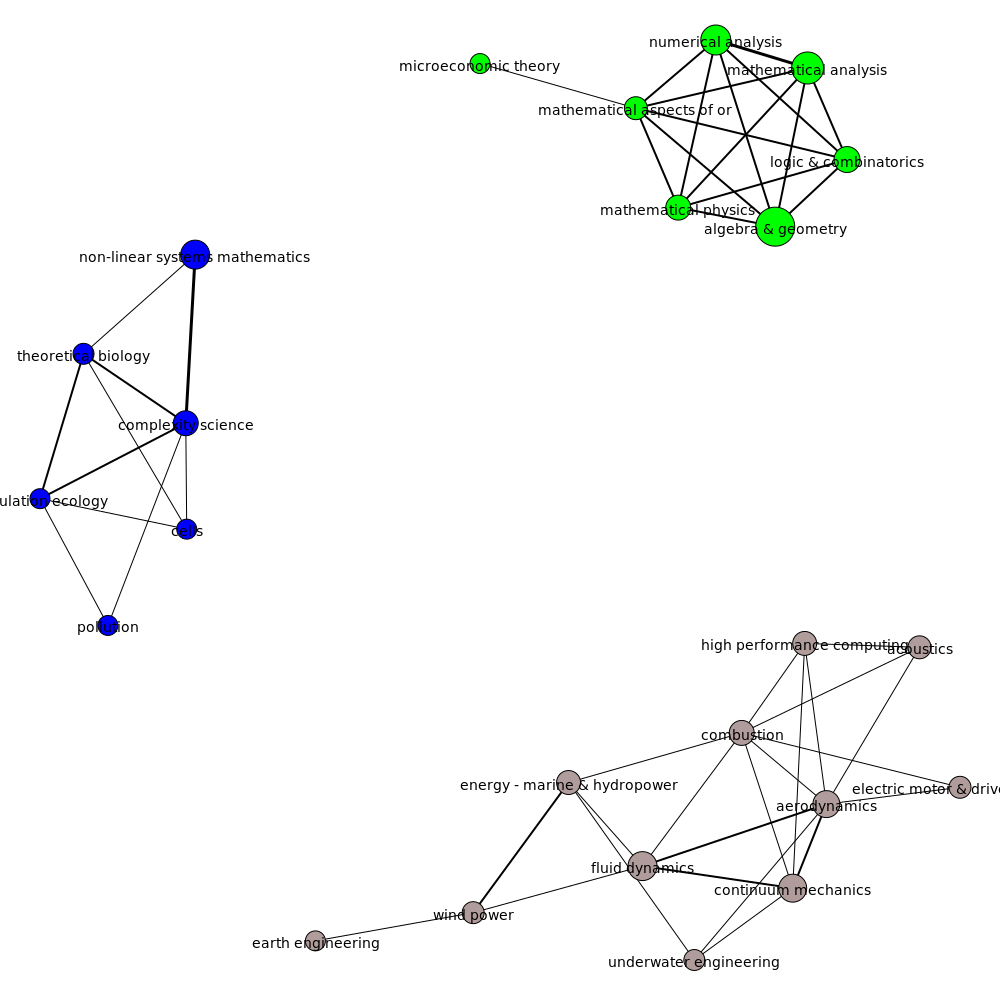 numerical analysis
microeconomic theory
mathematical analysis
mathematical aspects of or
logic & combinatorics
mathematical physics
algebra & geometry
non-linear systems mathematics
theoretical biology
complexity science
ulation ecology
cells
pollution
high performance computing
acoustics
combustion
energy - marine & hydropower
electric motor & drive
aerodynamics
fluid dynamics
continuum mechanics
wind power
earth engineering
underwater engineering